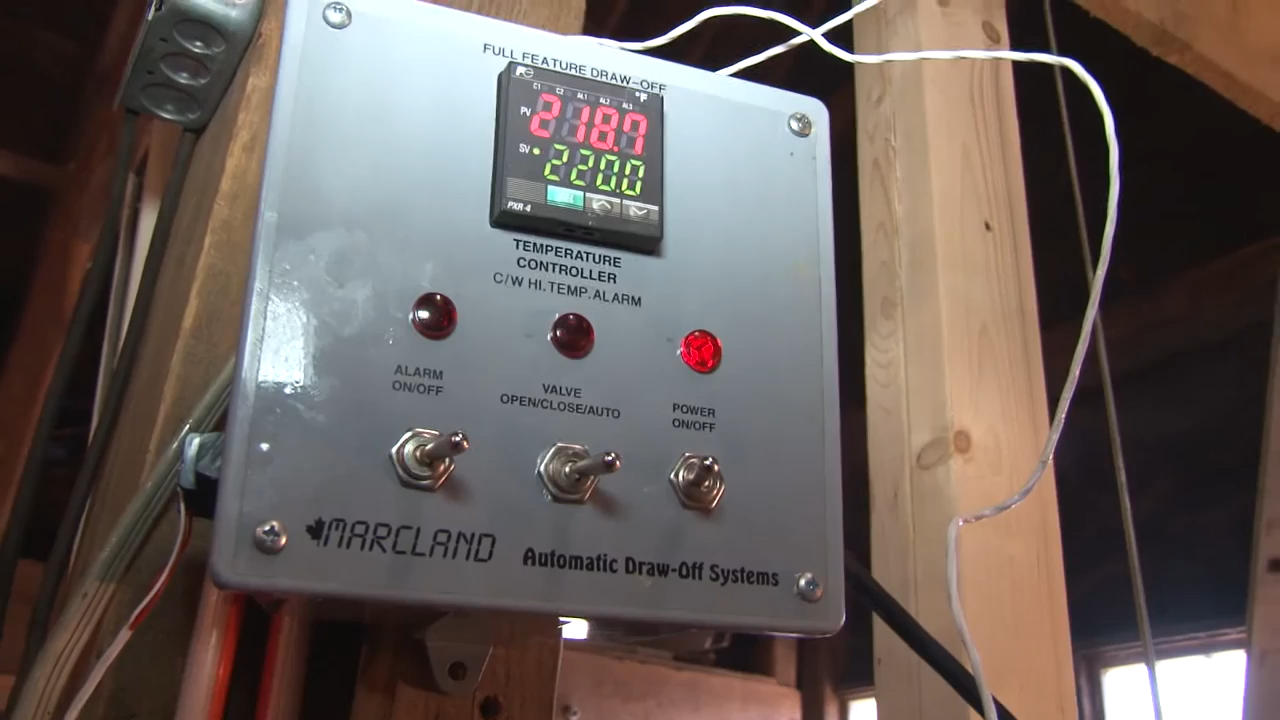 FULL FEATURE DRAW-OFF
°F
C1 C2 AL1 AL2 AL3
PV 218.7
SV 220.0
PXR-4
TEMPERATURE
CONTROLLER
C/W HI.TEMP.ALARM
ALARM
ON/OFF
VALVE
OPEN/CLOSE/AUTO
POWER
ON/OFF
MARCLAND
Automatic Draw-Off Systems